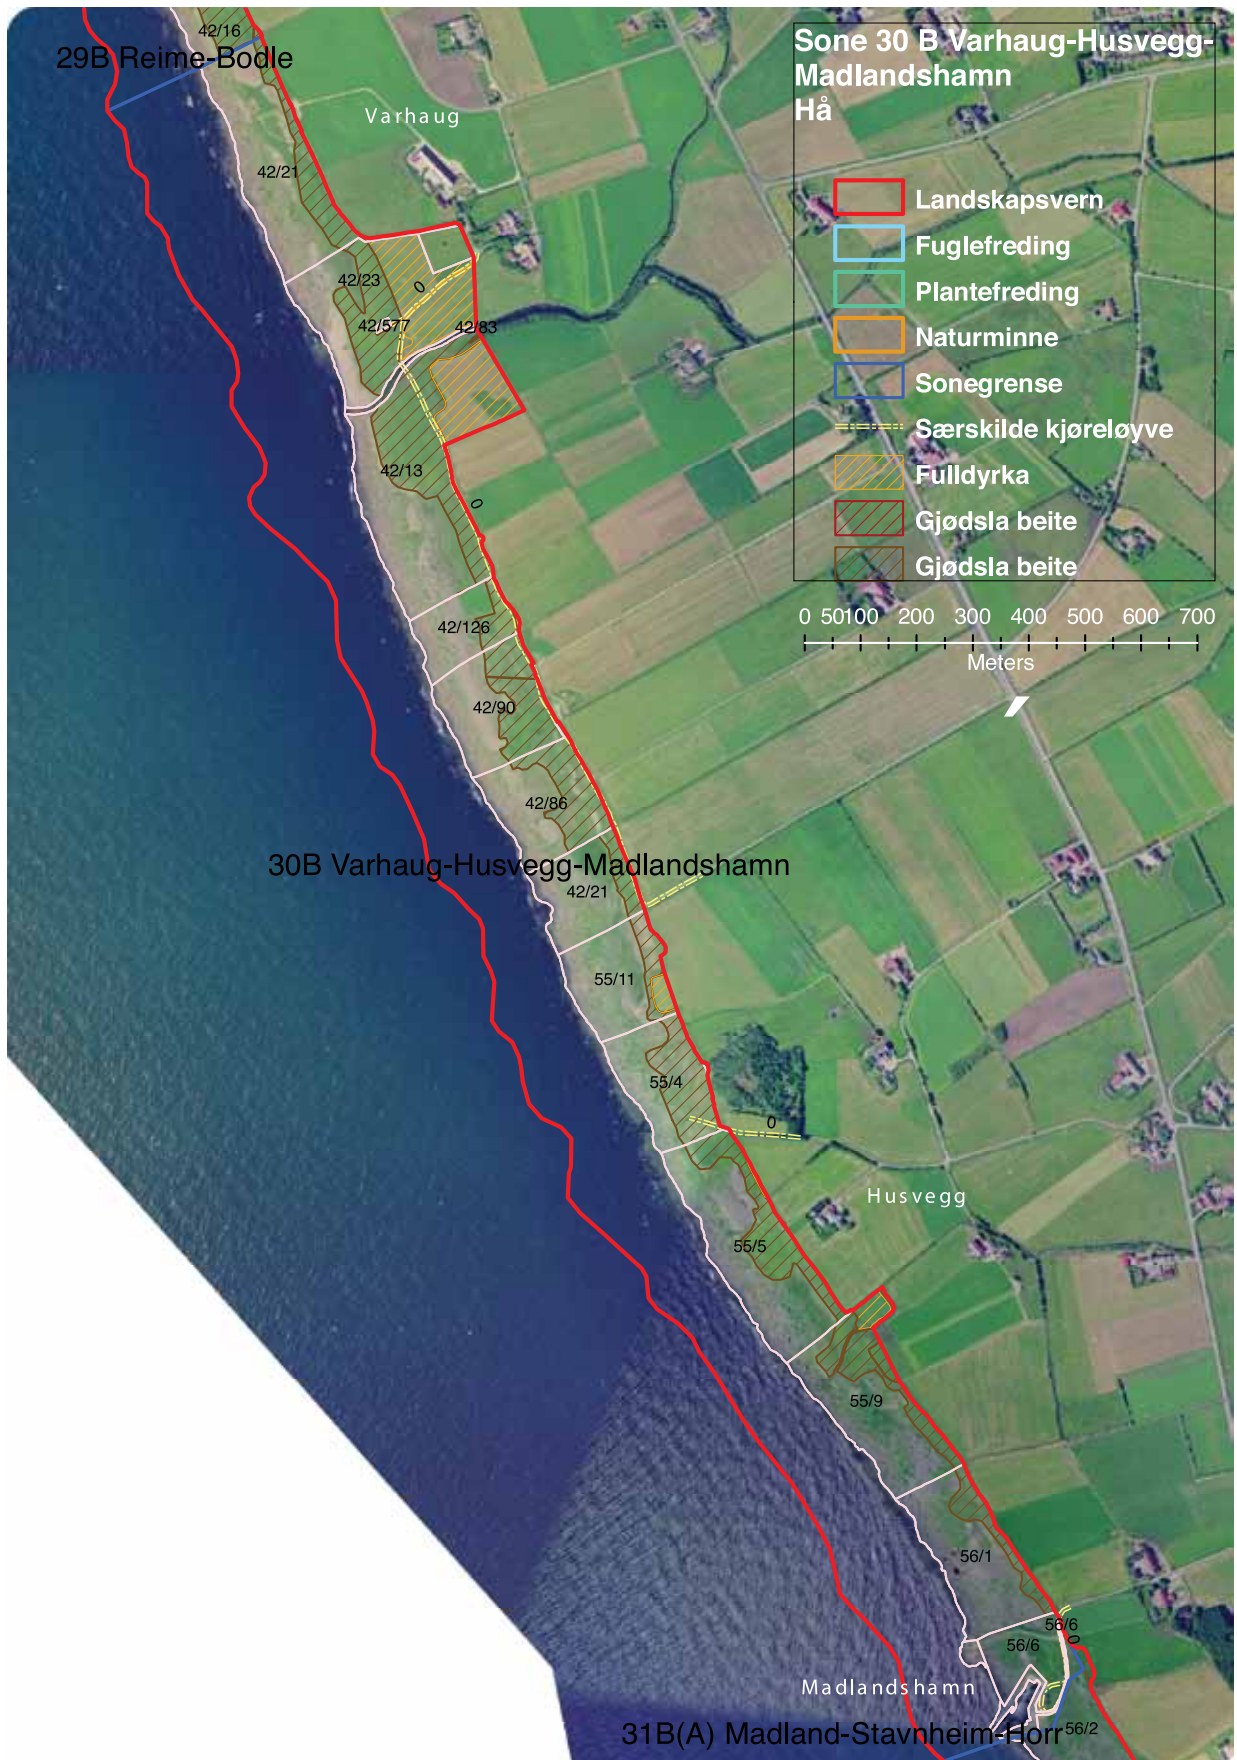 42/16
29B Reime-Bodle
Sone 30 B Varhaug-Husvegg-
Madlandshamn
Hå
Varhaug
42/21
Landskapsvern
Fuglefreding
Plantefreding
Naturminne
Sonegrense
Særskilde kjøreløyve
Fulldyrka
Gjødsla beite
Gjødsla beite
0 50 100 200 300 400 500 600 700
Meters
42/23
0
42/577
42/83
42/13
0
42/126
42/90
42/86
30B Varhaug-Husvegg-Madlandshamn
42/21
55/11
55/4
0
Husvegg
55/5
55/9
56/1
56/6
0
56/6
Madlandshamn
31B(A) Madland-Stavnheim-Horr
56/2